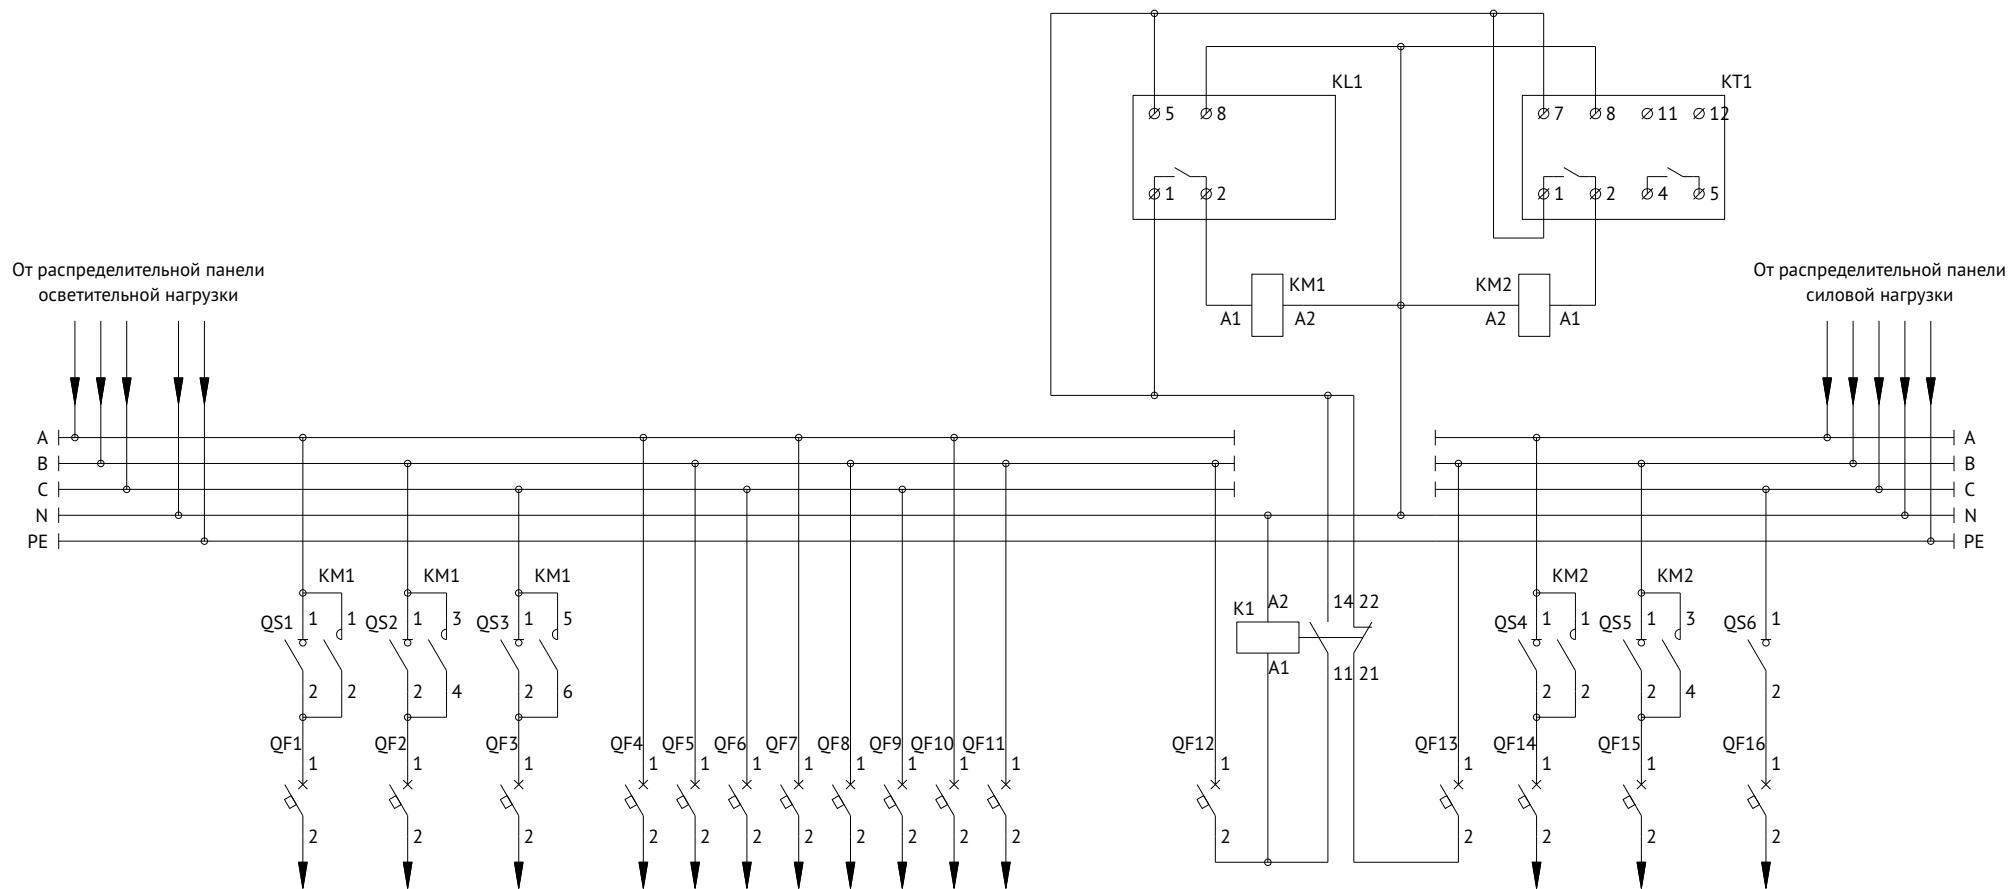 KL1
KT1
5 8
7 8 11 12
1 2
1 2 4 5
От распределительной панели
осветительной нагрузки
От распределительной панели
силовой нагрузки
KM1
KM2
A1 A2
A2 A1
A
B
C
N
PE
A
B
C
N
PE
KM1 KM1 KM1
KM2 KM2
QS1 1 1
QS2 1 3
QS3 1 5
K1 A2 14 22
QS4 1 1
QS5 1 3
QS6 1
2 2
2 4
2 6
A1 11 21
2 2
2 4
2
QF1 QF2 QF3 QF4 QF5 QF6 QF7 QF8 QF9 QF10 QF11 QF12 QF13 QF14 QF15 QF16
1 1 1 1 1 1 1 1 1 1 1 1 1 1 1 1
2 2 2 2 2 2 2 2 2 2 2 2 2 2 2 2